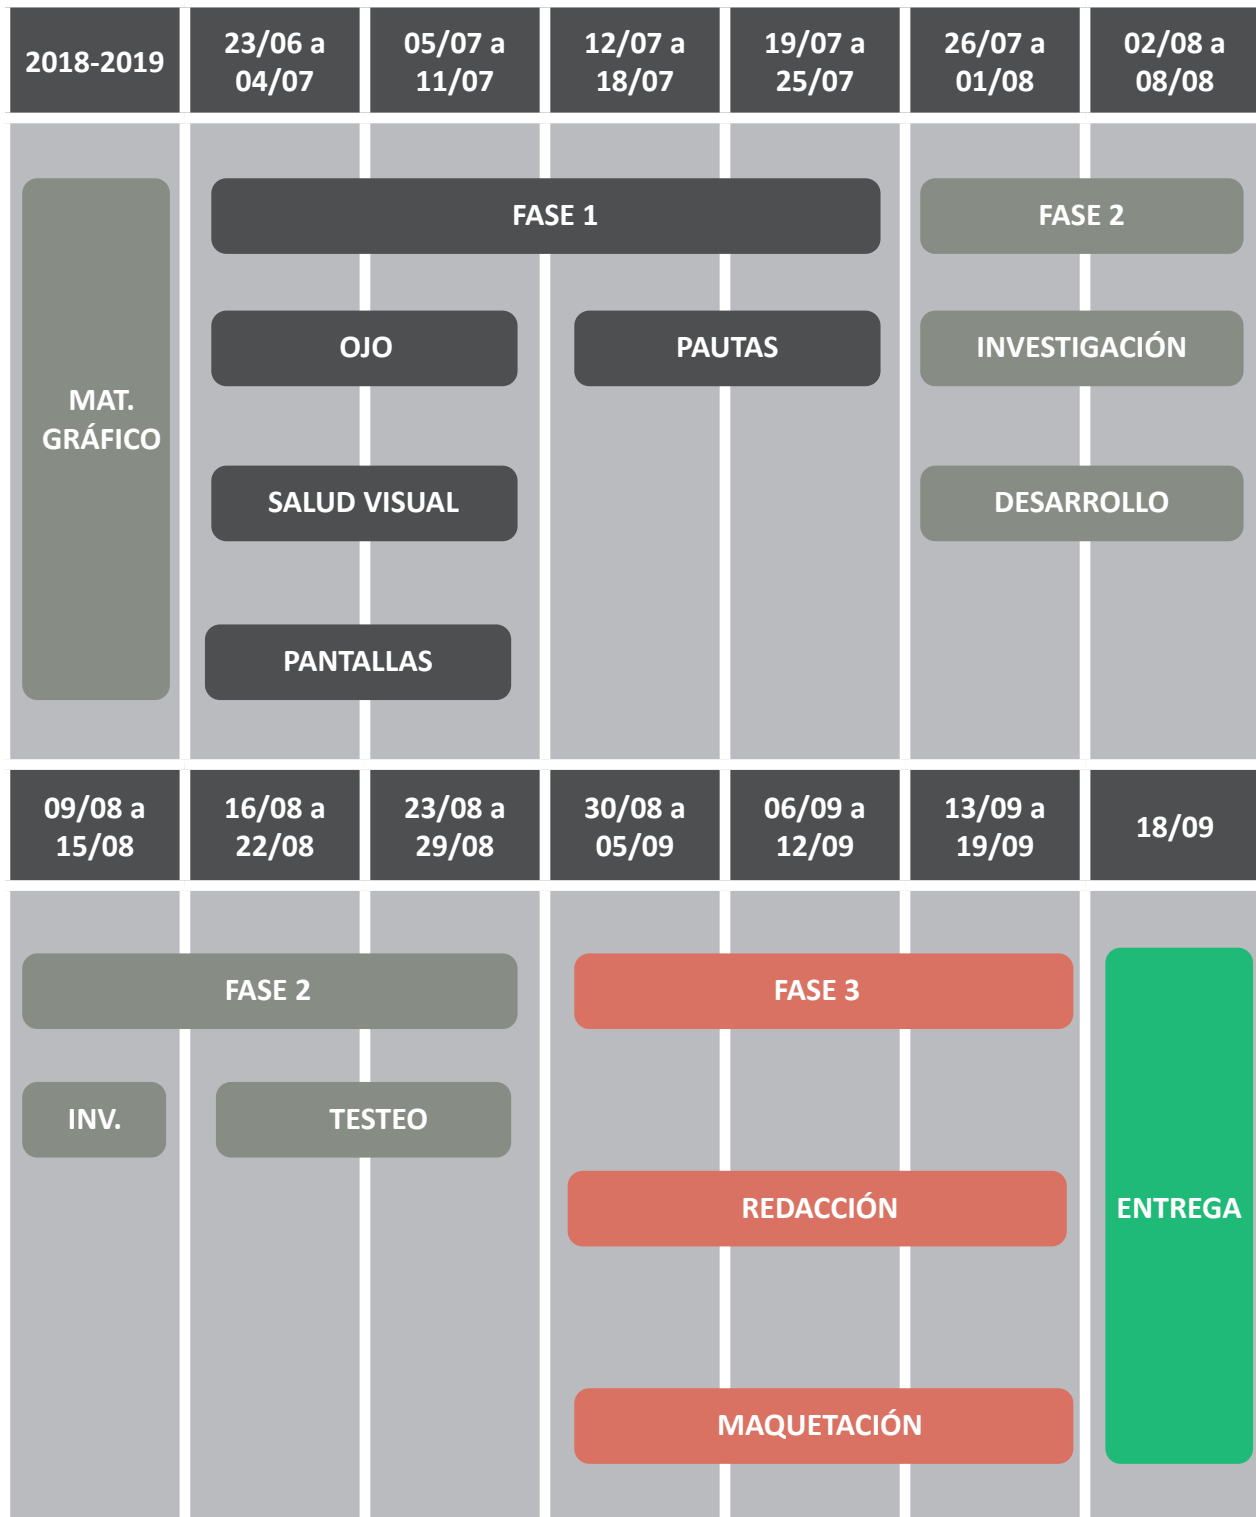 2018-2019
23/06 a
04/07
05/07 a
11/07
12/07 a
18/07
19/07 a
25/07
26/07 a
01/08
02/08 a
08/08
FASE 1
FASE 2
OJO
PAUTAS
INVESTIGACIÓN
MAT.
GRÁFICO
SALUD VISUAL
DESARROLLO
PANTALLAS
09/08 a
15/08
16/08 a
22/08
23/08 a
29/08
30/08 a
05/09
06/09 a
12/09
13/09 a
19/09
18/09
FASE 2
FASE 3
INV.
TESTEO
REDACCIÓN
ENTREGA
MAQUETACIÓN